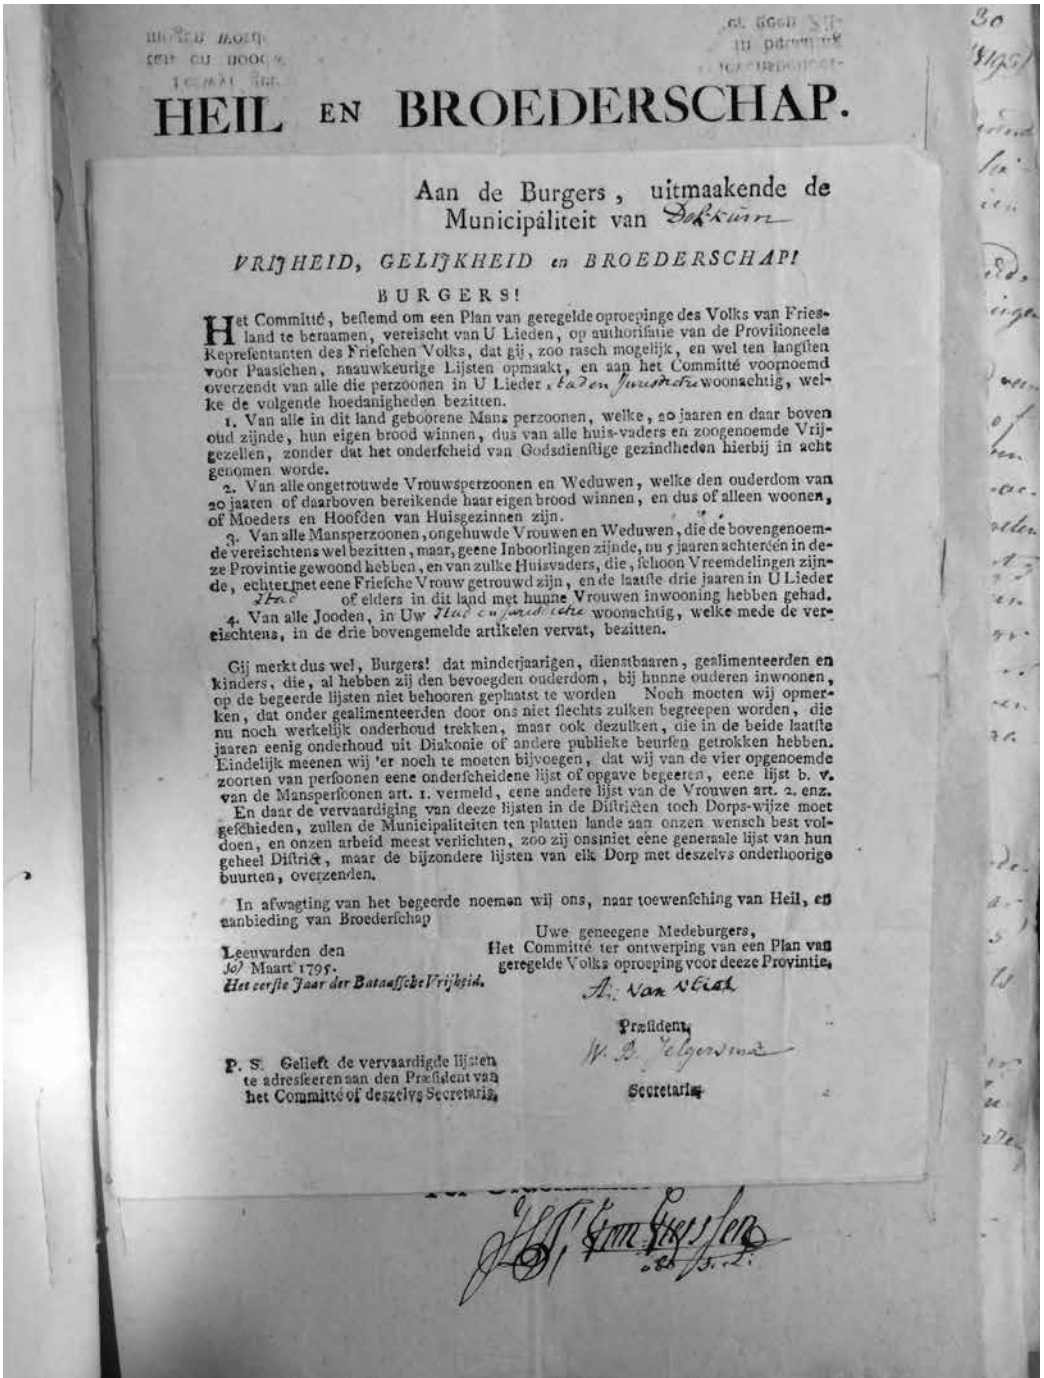 HEIL EN BROEDERSCHAP.
30
Aan de Burgers, uitmaakende de
Municipáliteit van Dokkum
VRIJHEID, GELIJKHEID en BROEDERSCHAP!
BURGERS!
Het Committé, beſtemd om een Plan van geregelde oproepinge des Volks van Fries-
land te beraamen, vereischt van U Lieden, op authoriſatie van de Proviſioneele
Repreſentanten des Frieſchen Volks, dat gij, zoo rasch mogelijk, en wel ten langſten
voor Paaſchen, naauwkeurige Lijsten opmaakt, en aan het Committé voornoemd
overzendt van alle die perzoonen in U Lieder Stad en Jurisdictie woonachtig, wel-
ke de volgende hoedanigheden bezitten.
1. Van alle in dit land geboorene Mans perzoonen, welke, 20 jaaren en daar boven
oud zijnde, hun eigen brood winnen, dus van alle huis-vaders en zoogenoemde Vrij-
gezellen, zonder dat het onderſcheid van Godsdienſtige gezindheden hierbij in acht
genomen worde.
2. Van alle ongetrouwde Vrouwsperzoonen en Weduwen, welke den ouderdom van
20 jaaren of daarboven bereikende haar eigen brood winnen, en dus of alleen woonen,
of Moeders en Hoofden van Huisgezinnen zijn.
3. Van alle Mansperzoonen, ongehuwde Vrouwen en Weduwen, die de bovengenoem-
de vereischtens wel bezitten, maar, geene Inboorlingen zijnde, nu 5 jaaren achteréén in de-
ze Provintie gewoond hebben, en van zulke Huisvaders, die, ſchoon Vreemdelingen zijn-
de, echter met eene Frieſche Vrouw getrouwd zijn, en de laatſte drie jaaren in U Lieder
Stad of elders in dit land met hunne Vrouwen inwooning hebben gehad.
4. Van alle Jooden, in Uw Stad en Jurisdictie woonachtig, welke mede de ver-
eischtens, in de drie bovengemelde artikelen vervat, bezitten.
Gij merkt dus wel, Burgers! dat minderjaarigen, dienstbaaren, gealimenteerden en
kinders, die, al hebben zij den bevoegden ouderdom, bij hunne ouderen inwoonen,
op de begeerde lijsten niet behooren geplaatst te worden Noch moeten wij opmer-
ken, dat onder gealimenteerden door ons niet ſlechts zulken begreepen worden, die
nu noch werkelijk onderhoud trekken, maar ook dezulken, die in de beide laatſte
jaaren eenig onderhoud uit Diakonie of andere publieke beurſen getrokken hebben.
Eindelijk meenen wij 'er noch te moeten bijvoegen, dat wij van de vier opgenoemde
zoorten van perſoonen eene onderſcheidene lijst of opgave begeeren, eene lijst b. v.
van de Mansperſoonen art. 1. vermeld, eene andere lijst van de Vrouwen art. 2. enz.
En daar de vervaardiging van deeze lijsten in de Diſtricten toch Dorps-wijze moet
geſchieden, zullen de Municipaliteiten ten platten lande aan onzen wensch best vol-
doen, en onzen arbeid meest verlichten, zoo zij ons niet eene generaale lijst van hun
geheel Diſtrict, maar de bijzondere lijsten van elk Dorp met deszelvs onderhoorige
buurten, overzenden.
In afwagting van het begeerde noemen wij ons, naar toewenſching van Heil, en
aanbieding van Broederſchap
Uwe geneegene Medeburgers,
Het Committé ter ontwerping van een Plan van
geregelde Volks oproeping voor deeze Provintie,
Leeuwarden den
Maart 1795.
Het eerſte Jaar der Bataaſſche Vrijheid.
A. van Vliet
Præſident,
W. B. Jelgersma
Secretaris,
P. S. Gelieft de vervaardigde lijsten
te adresſeeren aan den Præſident van
het Committé of deszelvs Secretaris.